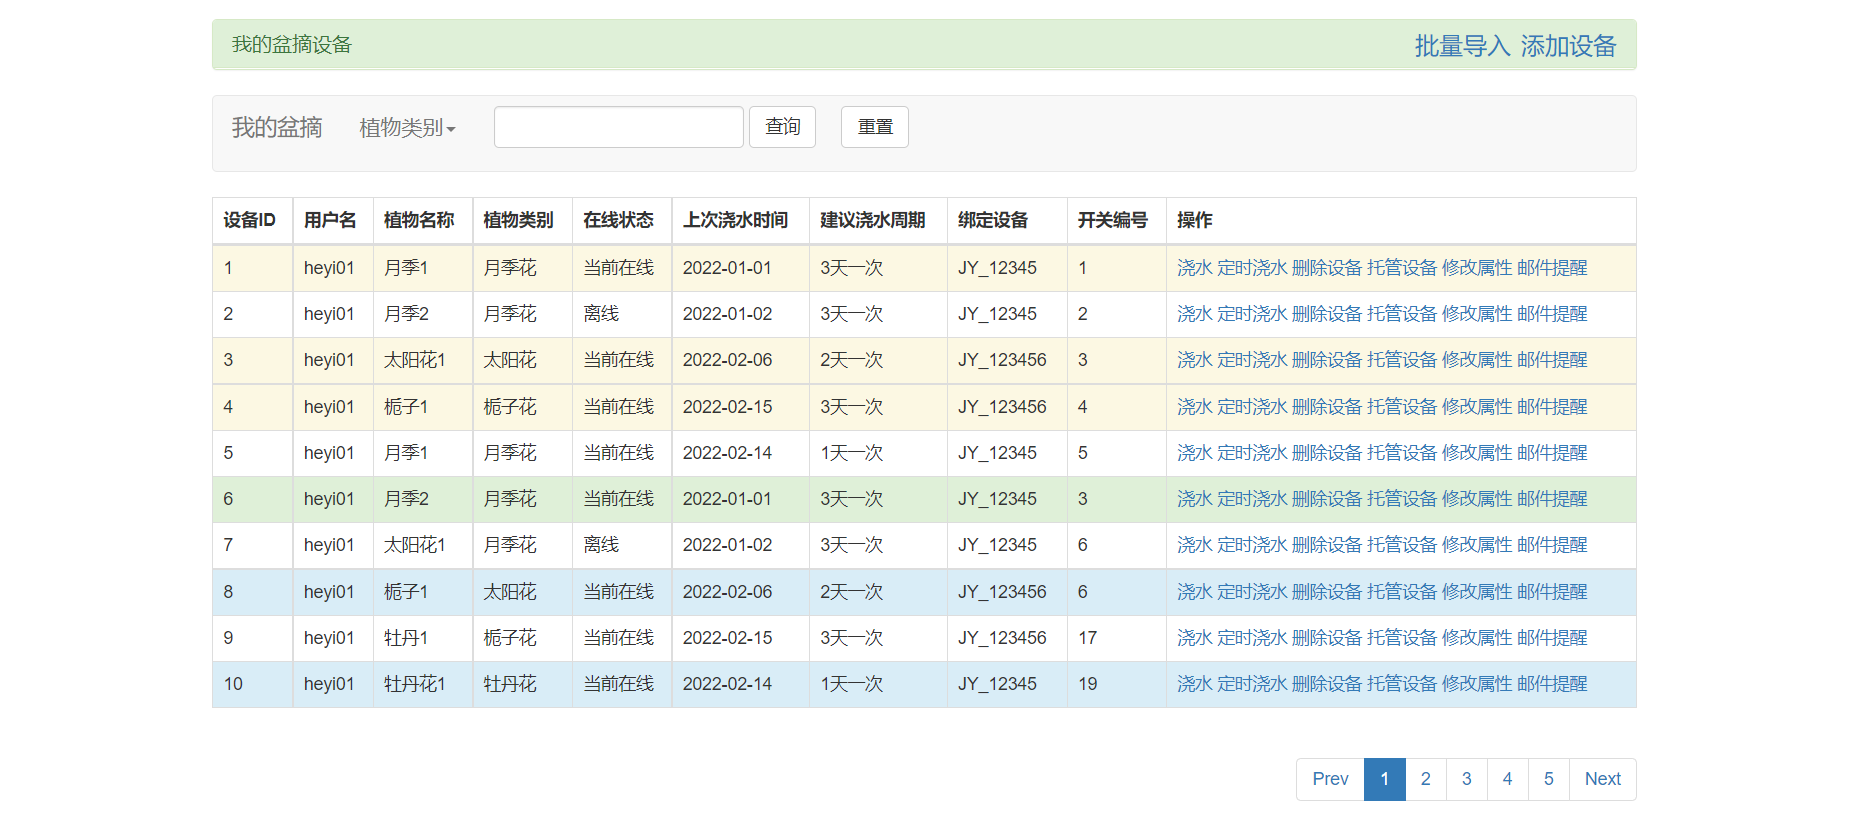 我的盆摘设备 批量导入 添加设备
我的盆摘 植物类别 查询 重置
设备ID 用户名 植物名称 植物类别 在线状态 上次浇水时间 建议浇水周期 绑定设备 开关编号 操作
1 heyi01 月季1 月季花 当前在线 2022-01-01 3天一次 JY_12345 1 浇水 定时浇水 删除设备 托管设备 修改属性 邮件提醒
2 heyi01 月季2 月季花 离线 2022-01-02 3天一次 JY_12345 2 浇水 定时浇水 删除设备 托管设备 修改属性 邮件提醒
3 heyi01 太阳花1 太阳花 当前在线 2022-02-06 2天一次 JY_123456 3 浇水 定时浇水 删除设备 托管设备 修改属性 邮件提醒
4 heyi01 栀子1 栀子花 当前在线 2022-02-15 3天一次 JY_123456 4 浇水 定时浇水 删除设备 托管设备 修改属性 邮件提醒
5 heyi01 月季1 月季花 当前在线 2022-02-14 1天一次 JY_12345 5 浇水 定时浇水 删除设备 托管设备 修改属性 邮件提醒
6 heyi01 月季2 月季花 当前在线 2022-01-01 3天一次 JY_12345 3 浇水 定时浇水 删除设备 托管设备 修改属性 邮件提醒
7 heyi01 太阳花1 月季花 离线 2022-01-02 3天一次 JY_12345 6 浇水 定时浇水 删除设备 托管设备 修改属性 邮件提醒
8 heyi01 栀子1 太阳花 当前在线 2022-02-06 2天一次 JY_123456 6 浇水 定时浇水 删除设备 托管设备 修改属性 邮件提醒
9 heyi01 牡丹1 栀子花 当前在线 2022-02-15 3天一次 JY_123456 17 浇水 定时浇水 删除设备 托管设备 修改属性 邮件提醒
10 heyi01 牡丹花1 牡丹花 当前在线 2022-02-14 1天一次 JY_12345 19 浇水 定时浇水 删除设备 托管设备 修改属性 邮件提醒
Prev 1 2 3 4 5 Next